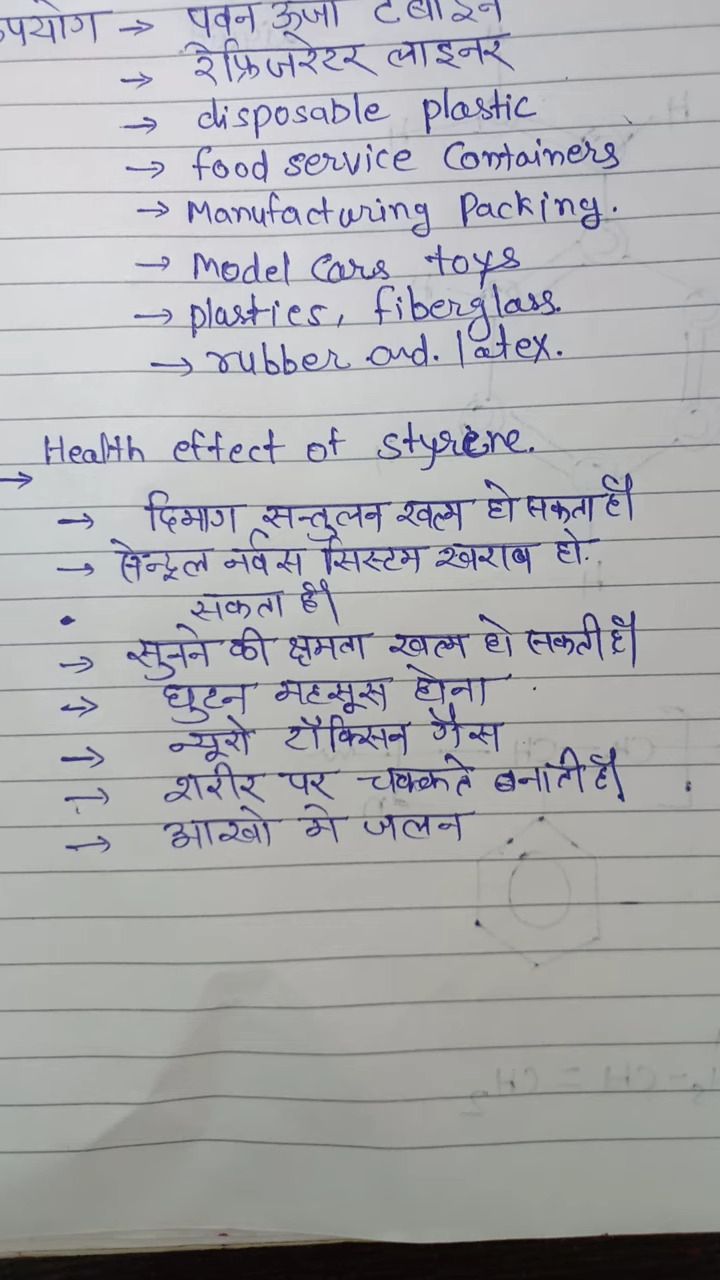 उपयोग → पवन ऊर्जा टर्बाइन
→ रेफ्रिजरेटर लाइनर
→ disposable plastic
→ food service Containers
→ Manufacturing Packing.
→ Model Cars toys
→ plastics, fiberglass.
→ rubber and. latex.
Health effect of styrene.
→
→ दिमाग सन्तुलन खत्म हो सकता है।
→ सेन्ट्रल नर्वस सिस्टम खराब हो
• सकता है।
→ सुनने की क्षमता खत्म हो सकती है।
→ घुटन महसूस होना
→ न्यूरो टॉक्सिन गैस
→ शरीर पर चकत्ते बनाती है।
→ आखो मे जलन